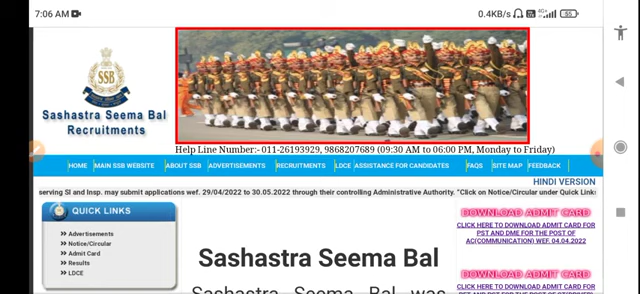 7:06 AM
0.4KB/s
4G+
55
SSB
Sashastra Seema Bal
Recruitments
Help Line Number:- 011-26193929, 9868207689 (09:30 AM to 06:00 PM, Monday to Friday)
HOME MAIN SSB WEBSITE ABOUT SSB ADVERTISEMENTS RECRUITMENTS LDCE ASSISTANCE FOR CANDIDATES FAQS SITE MAP FEEDBACK
HINDI VERSION
serving SI and Insp. may submit applications wef. 29/04/2022 to 30.05.2022 through their controlling Administrative Authority. "Click on Notice/Circular under Quick Link
QUICK LINKS
Advertisements
Notice/Circular
Admit Card
Results
LDCE
Sashastra Seema Bal
Sashastra Seema Bal was
DOWNLOAD ADMIT CARD
CLICK HERE TO DOWNLOAD ADMIT CARD FOR
PST AND DME FOR THE POST OF
AC(COMMUNICATION) WEF. 04.04.2022
DOWNLOAD ADMIT CARD
CLICK HERE TO DOWNLOAD ADMIT CARD FOR